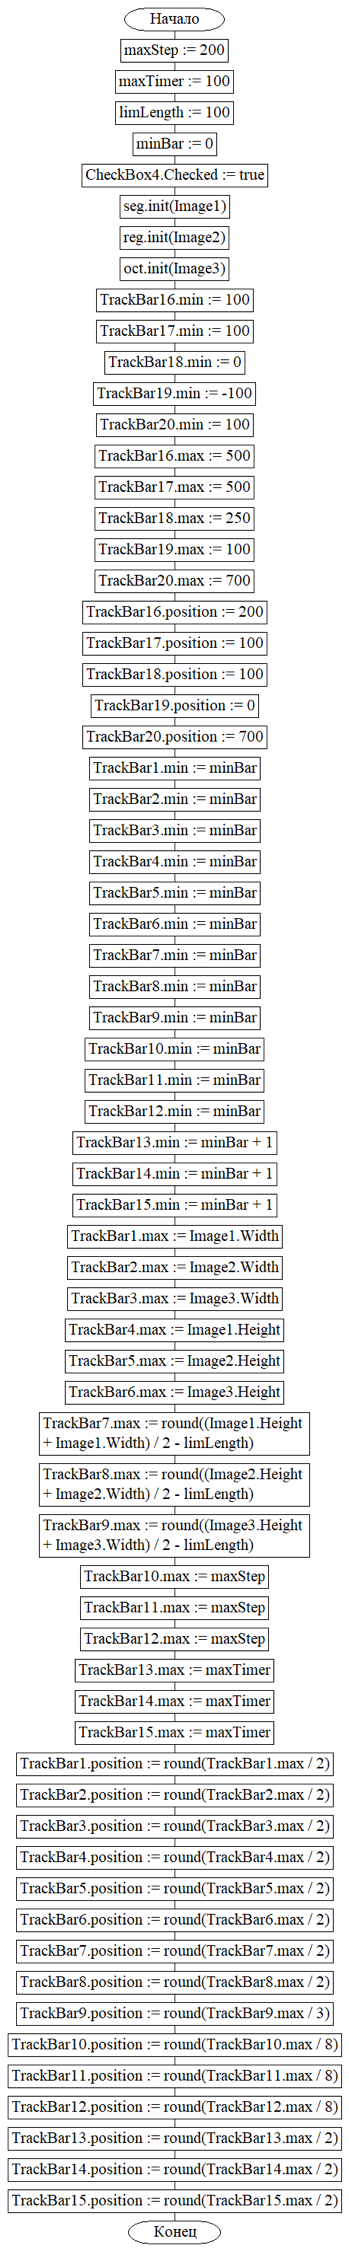 Начало
maxStep := 200
maxTimer := 100
limLength := 100
minBar := 0
CheckBox4.Checked := true
seg.init(Image1)
reg.init(Image2)
oct.init(Image3)
TrackBar16.min := 100
TrackBar17.min := 100
TrackBar18.min := 0
TrackBar19.min := -100
TrackBar20.min := 100
TrackBar16.max := 500
TrackBar17.max := 500
TrackBar18.max := 250
TrackBar19.max := 100
TrackBar20.max := 700
TrackBar16.position := 200
TrackBar17.position := 100
TrackBar18.position := 100
TrackBar19.position := 0
TrackBar20.position := 700
TrackBar1.min := minBar
TrackBar2.min := minBar
TrackBar3.min := minBar
TrackBar4.min := minBar
TrackBar5.min := minBar
TrackBar6.min := minBar
TrackBar7.min := minBar
TrackBar8.min := minBar
TrackBar9.min := minBar
TrackBar10.min := minBar
TrackBar11.min := minBar
TrackBar12.min := minBar
TrackBar13.min := minBar + 1
TrackBar14.min := minBar + 1
TrackBar15.min := minBar + 1
TrackBar1.max := Image1.Width
TrackBar2.max := Image2.Width
TrackBar3.max := Image3.Width
TrackBar4.max := Image1.Height
TrackBar5.max := Image2.Height
TrackBar6.max := Image3.Height
TrackBar7.max := round((Image1.Height
+ Image1.Width) / 2 - limLength)
TrackBar8.max := round((Image2.Height
+ Image2.Width) / 2 - limLength)
TrackBar9.max := round((Image3.Height
+ Image3.Width) / 2 - limLength)
TrackBar10.max := maxStep
TrackBar11.max := maxStep
TrackBar12.max := maxStep
TrackBar13.max := maxTimer
TrackBar14.max := maxTimer
TrackBar15.max := maxTimer
TrackBar1.position := round(TrackBar1.max / 2)
TrackBar2.position := round(TrackBar2.max / 2)
TrackBar3.position := round(TrackBar3.max / 2)
TrackBar4.position := round(TrackBar4.max / 2)
TrackBar5.position := round(TrackBar5.max / 2)
TrackBar6.position := round(TrackBar6.max / 2)
TrackBar7.position := round(TrackBar7.max / 2)
TrackBar8.position := round(TrackBar8.max / 2)
TrackBar9.position := round(TrackBar9.max / 3)
TrackBar10.position := round(TrackBar10.max / 8)
TrackBar11.position := round(TrackBar11.max / 8)
TrackBar12.position := round(TrackBar12.max / 8)
TrackBar13.position := round(TrackBar13.max / 2)
TrackBar14.position := round(TrackBar14.max / 2)
TrackBar15.position := round(TrackBar15.max / 2)
Конец